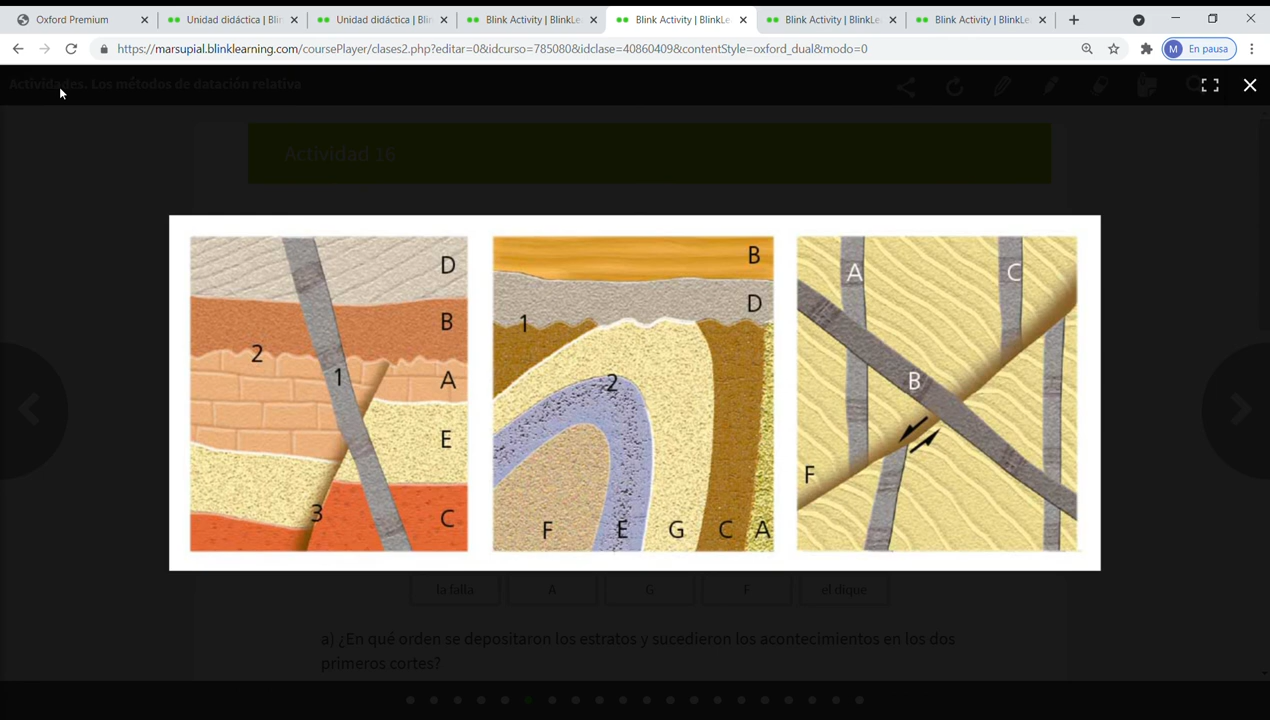 Oxford Premium
Unidad didáctica | Blin
Unidad didáctica | Blin
Blink Activity | BlinkLe
Blink Activity | BlinkLe
Blink Activity | BlinkLe
Blink Activity | BlinkLe
https://marsupial.blinklearning.com/coursePlayer/clases2.php?editar=0&idcurso=785080&idclase=40860409&contentStyle=oxford_dual&modo=0
M En pausa
Actividades. Los métodos de datación relativa
Actividad 16
D
B
2
1
A
E
3
C
B
D
1
2
F E G C A
A
C
B
F
la falla
A
G
F
el dique
a) ¿En qué orden se depositaron los estratos y sucedieron los acontecimientos en los dos
primeros cortes?